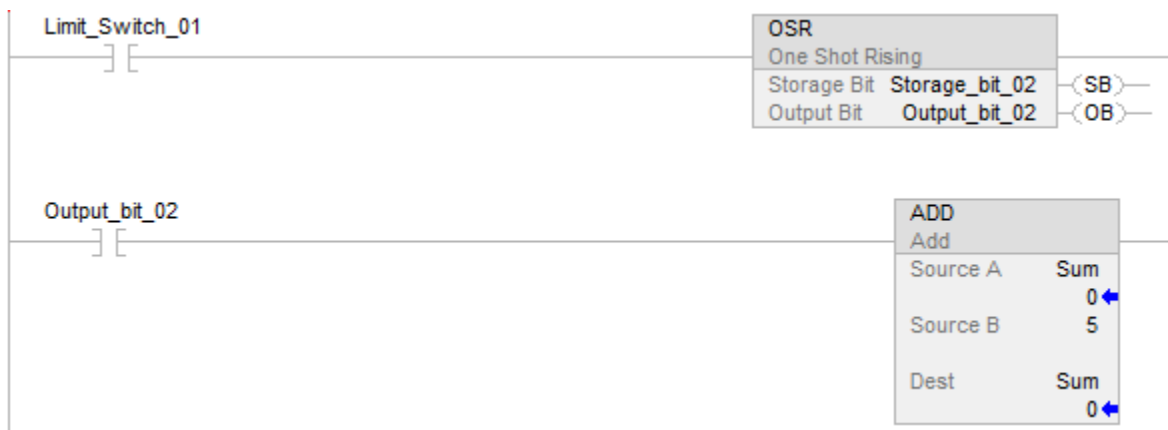 Limit_Switch_01
OSR
One Shot Rising
Storage Bit Storage_bit_02 (SB)
Output Bit Output_bit_02 (OB)
Output_bit_02
ADD
Add
Source A Sum
0
Source B 5
Dest Sum
0